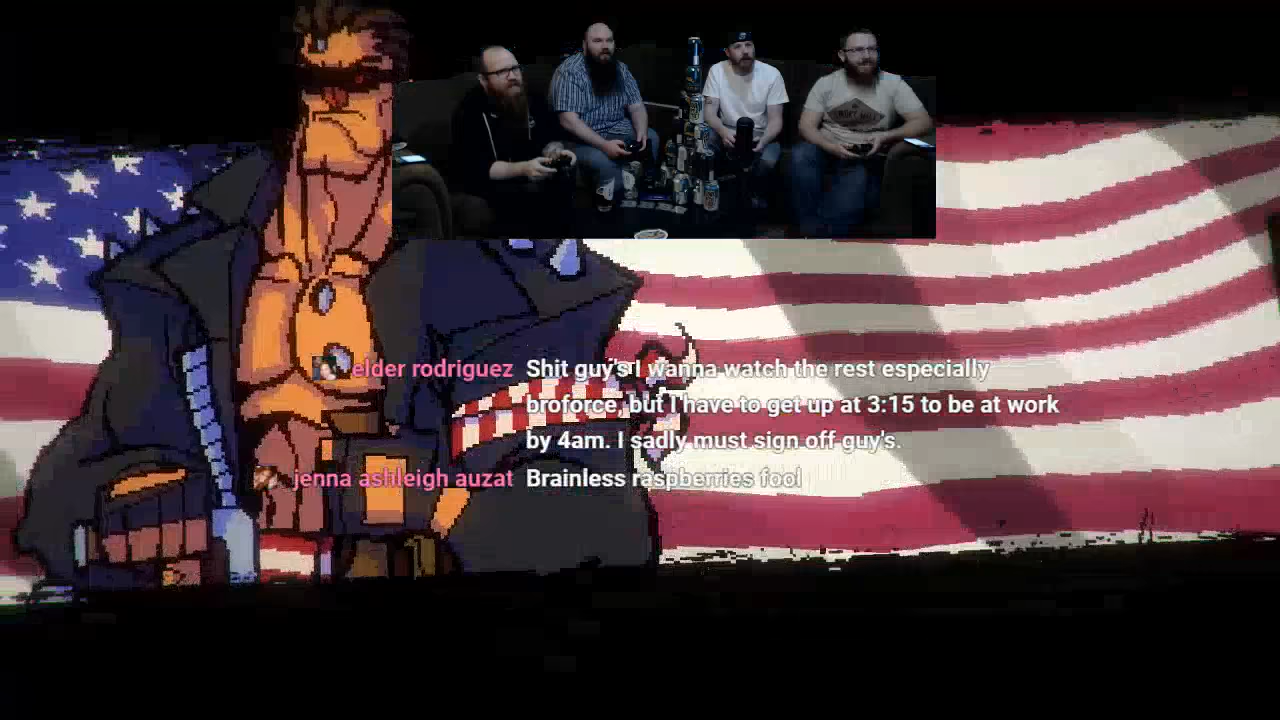 elder rodriguez Shit guy's I wanna watch the rest especially
broforce, but I have to get up at 3:15 to be at work
by 4am. I sadly must sign off guy's.
jenna ashleigh auzat Brainless raspberries fool